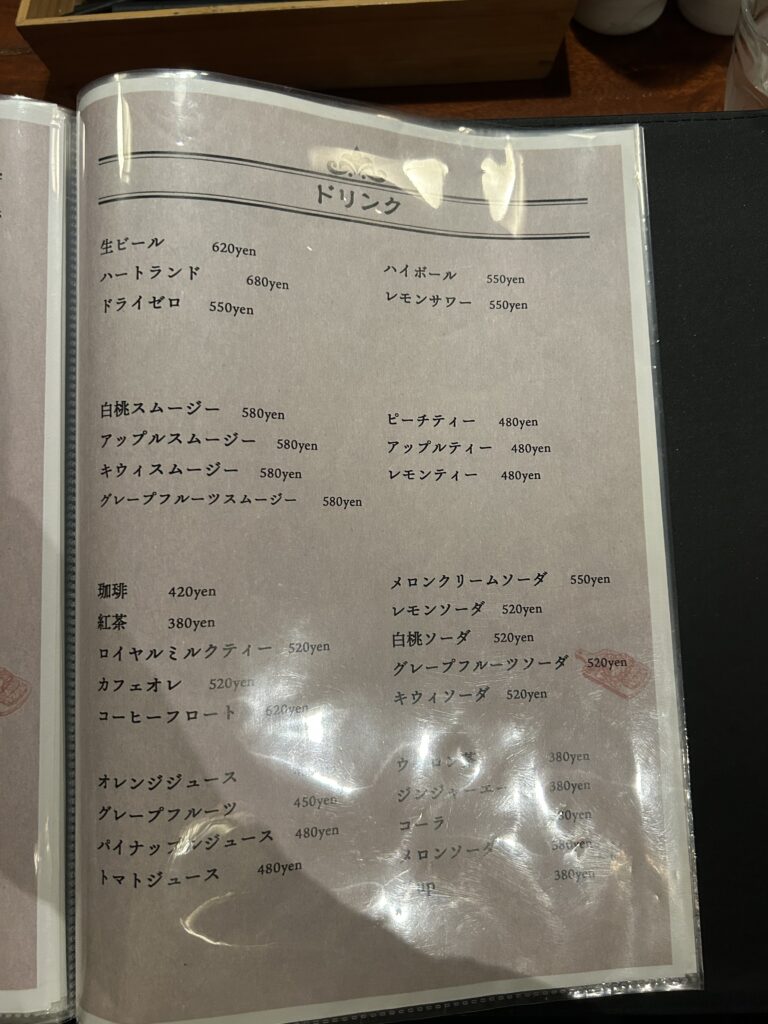 ドリンク
生ビール 620yen
ハートランド 680yen
ドライゼロ 550yen
ハイボール 550yen
レモンサワー 550yen
白桃スムージー 580yen
アップルスムージー 580yen
キウィスムージー 580yen
グレープフルーツスムージー 580yen
ピーチティー 480yen
アップルティー 480yen
レモンティー 480yen
珈琲 420yen
紅茶 380yen
ロイヤルミルクティー 520yen
カフェオレ 520yen
コーヒーフロート 620yen
メロンクリームソーダ 550yen
レモンソーダ 520yen
白桃ソーダ 520yen
グレープフルーツソーダ 520yen
キウィソーダ 520yen
オレンジジュース
グレープフルーツ 450yen
パイナップルジュース 480yen
トマトジュース 480yen
ウーロン茶 380yen
ジンジャーエール 380yen
コーラ
メロンソーダ 380yen
380yen